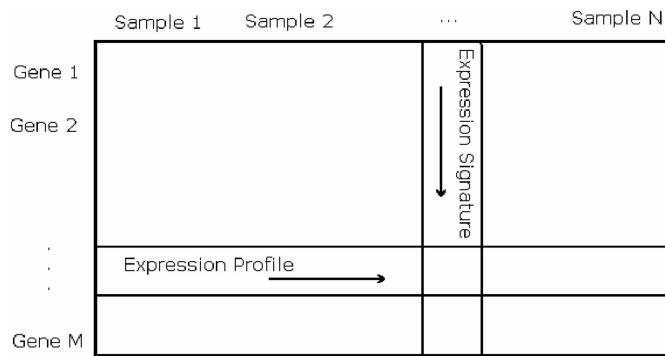 Sample 1 Sample 2 ... Sample N
Gene 1
Gene 2
Expression Signature
.
.
.
Expression Profile
Gene M